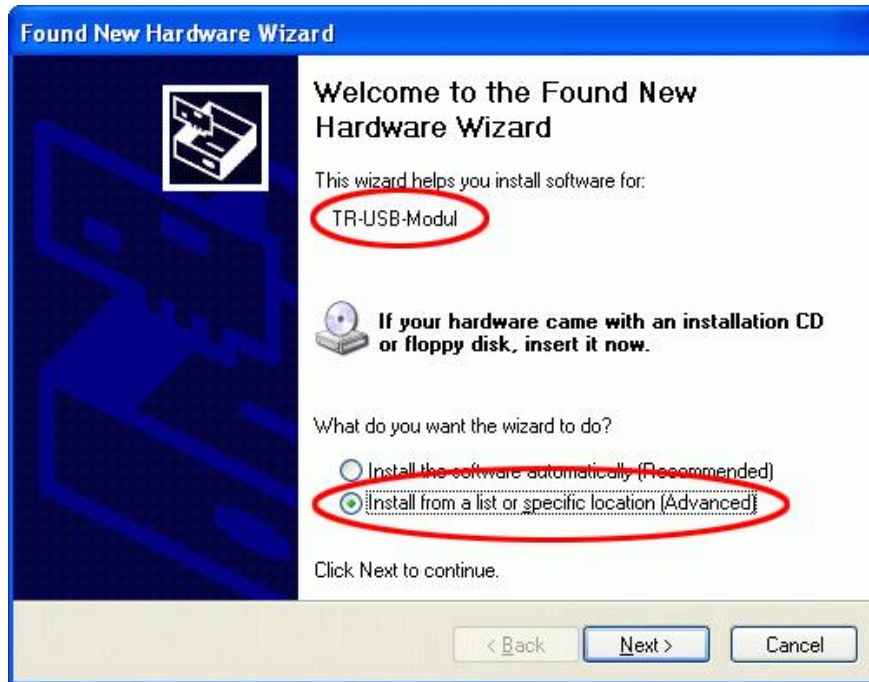 Found New Hardware Wizard
Welcome to the Found New
Hardware Wizard
This wizard helps you install software for:
TR-USB-Modul
If your hardware came with an installation CD
or floppy disk, insert it now.
What do you want the wizard to do?
Install the software automatically (Recommended)
Install from a list or specific location (Advanced)
Click Next to continue.
< Back
Next >
Cancel